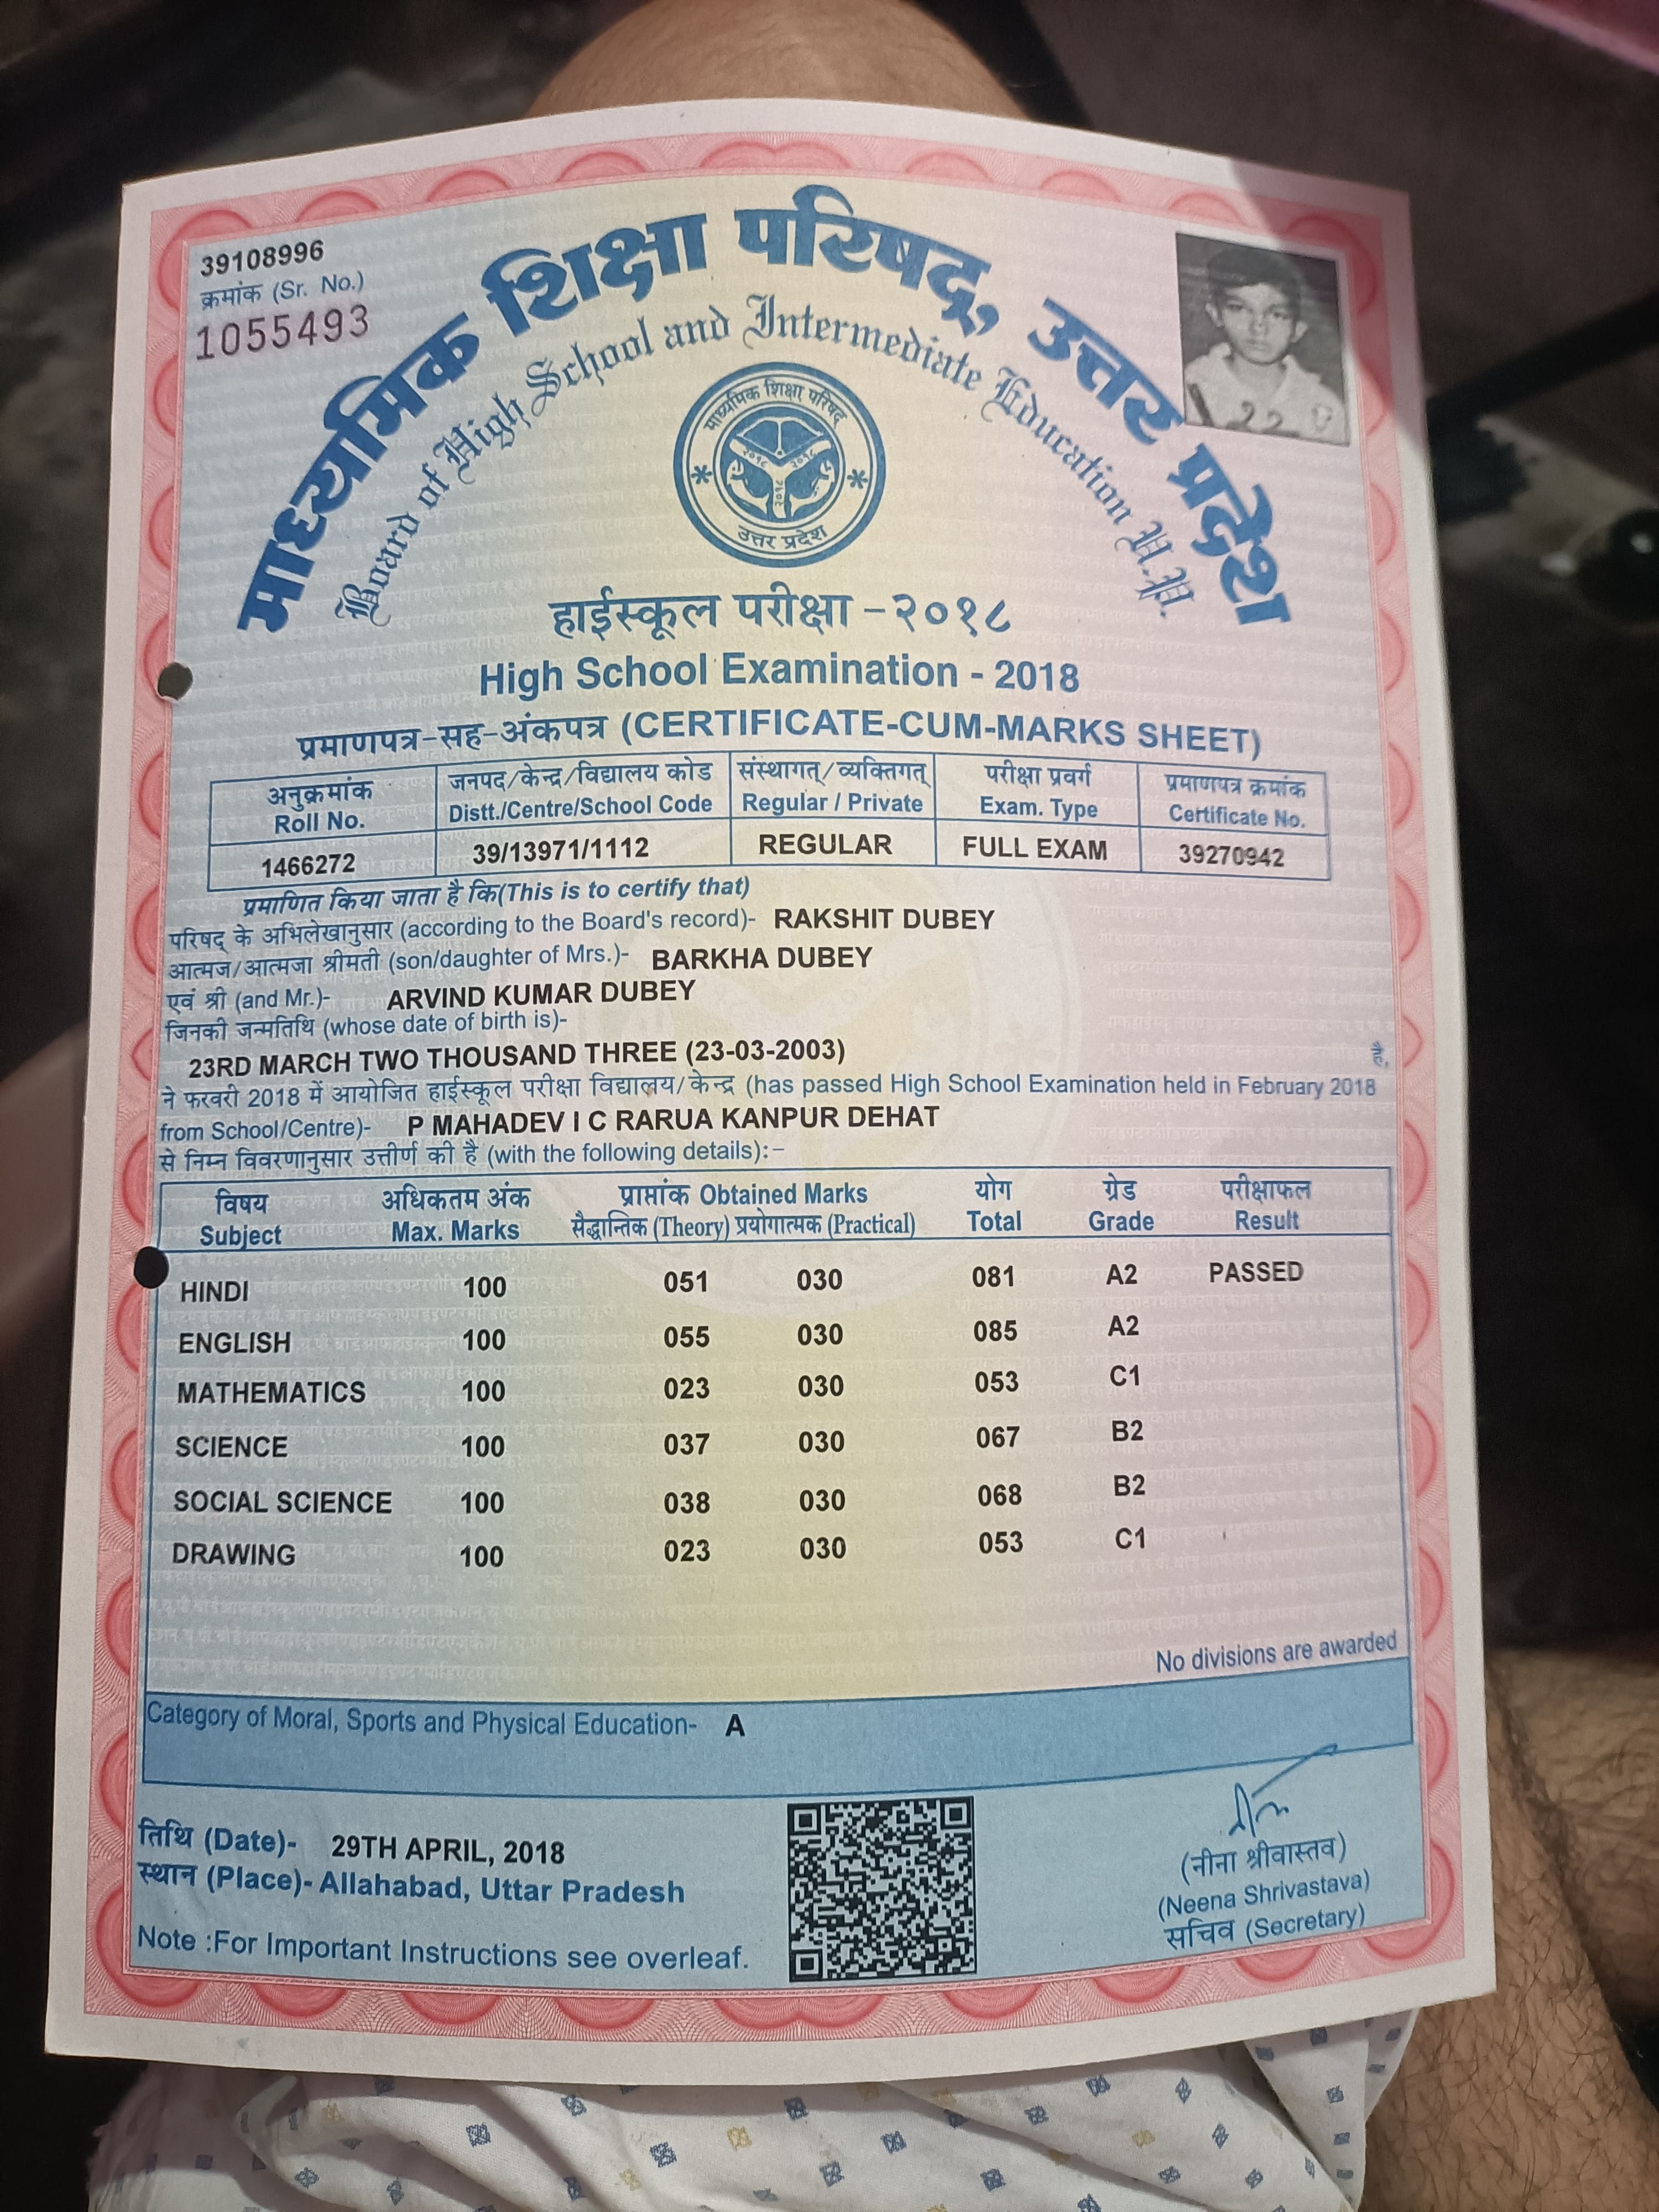 39108996
क्रमांक (Sr. No.)
1055493
माध्यमिक शिक्षा परिषद्, उत्तर प्रदेश
Board of High School and Intermediate Education U.P.
माध्यमिक शिक्षा परिषद्
२०१८ २०१८
२०१८
उत्तर प्रदेश
22
हाईस्कूल परीक्षा -२०१८
High School Examination - 2018
प्रमाणपत्र-सह-अंकपत्र (CERTIFICATE-CUM-MARKS SHEET)
अनुक्रमांक जनपद/केन्द्र/विद्यालय कोड संस्थागत्/व्यक्तिगत् परीक्षा प्रवर्ग प्रमाणपत्र क्रमांक
Roll No. Distt./Centre/School Code Regular / Private Exam. Type Certificate No.
1466272 39/13971/1112 REGULAR FULL EXAM 39270942
प्रमाणित किया जाता है कि(This is to certify that)
परिषद् के अभिलेखानुसार (according to the Board's record)- RAKSHIT DUBEY
आत्मज/आत्मजा श्रीमती (son/daughter of Mrs.)- BARKHA DUBEY
एवं श्री (and Mr.)- ARVIND KUMAR DUBEY
जिनकी जन्मतिथि (whose date of birth is)-
23RD MARCH TWO THOUSAND THREE (23-03-2003) है,
ने फरवरी 2018 में आयोजित हाईस्कूल परीक्षा विद्यालय/केन्द्र (has passed High School Examination held in February 2018
from School/Centre)- P MAHADEV I C RARUA KANPUR DEHAT
से निम्न विवरणानुसार उत्तीर्ण की है (with the following details):-
विषय अधिकतम अंक प्राप्तांक Obtained Marks योग ग्रेड परीक्षाफल
Subject Max. Marks सैद्धान्तिक (Theory) प्रयोगात्मक (Practical) Total Grade Result
HINDI 100 051 030 081 A2 PASSED
ENGLISH 100 055 030 085 A2
MATHEMATICS 100 023 030 053 C1
SCIENCE 100 037 030 067 B2
SOCIAL SCIENCE 100 038 030 068 B2
DRAWING 100 023 030 053 C1
No divisions are awarded
Category of Moral, Sports and Physical Education- A
तिथि (Date)- 29TH APRIL, 2018
स्थान (Place)- Allahabad, Uttar Pradesh
Note :For Important Instructions see overleaf.
(नीना श्रीवास्तव)
(Neena Shrivastava)
सचिव (Secretary)